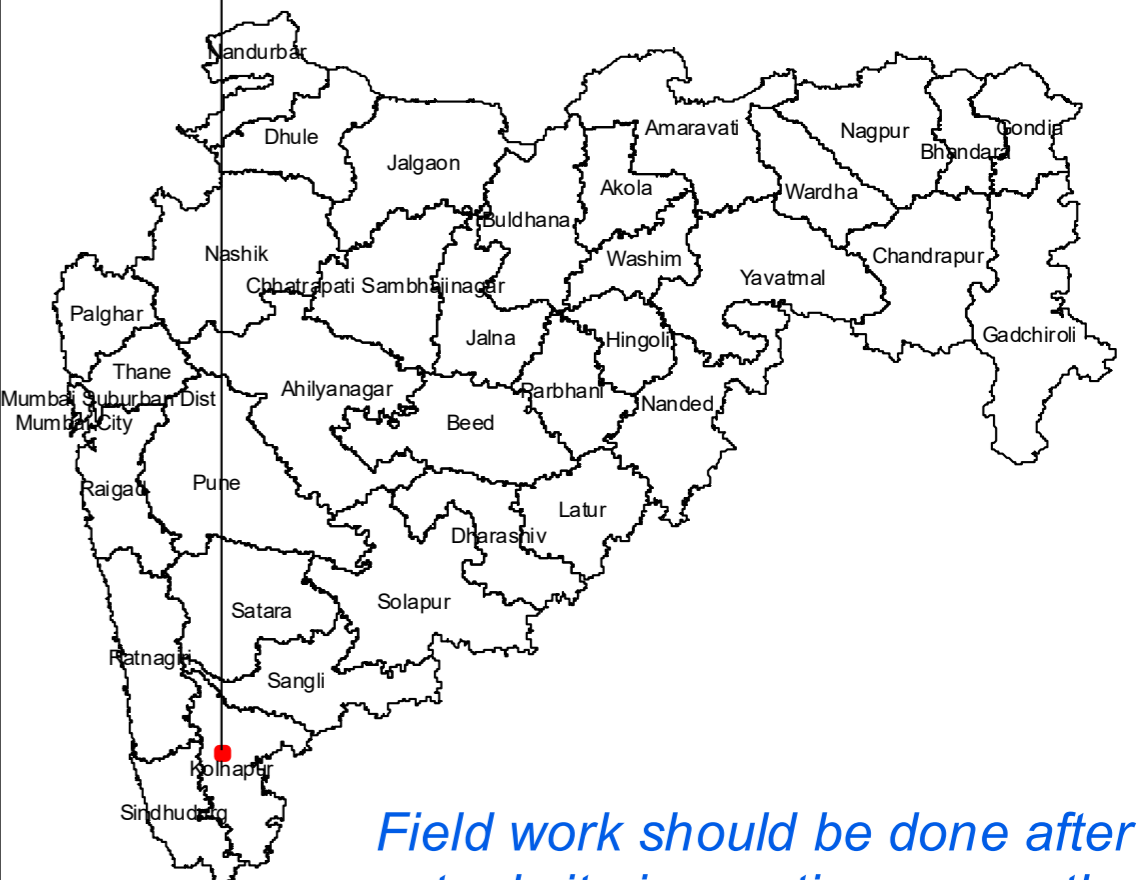 Nandurbar
Dhule
Jalgaon
Amaravati
Nagpur
Gondia
Bhandara
Akola
Wardha
Buldhana
Nashik
Washim
Chandrapur
Chhatrapati Sambhajinagar
Yavatmal
Palghar
Jalna
Hingoli
Gadchiroli
Thane
Ahilyanagar
Parbhani
Mumbai Suburban Dist
Nanded
Mumbai City
Beed
Raigad
Pune
Latur
Dharashiv
Satara
Solapur
Ratnagiri
Sangli
Kolhapur
Sindhudurg
Field work should be done after